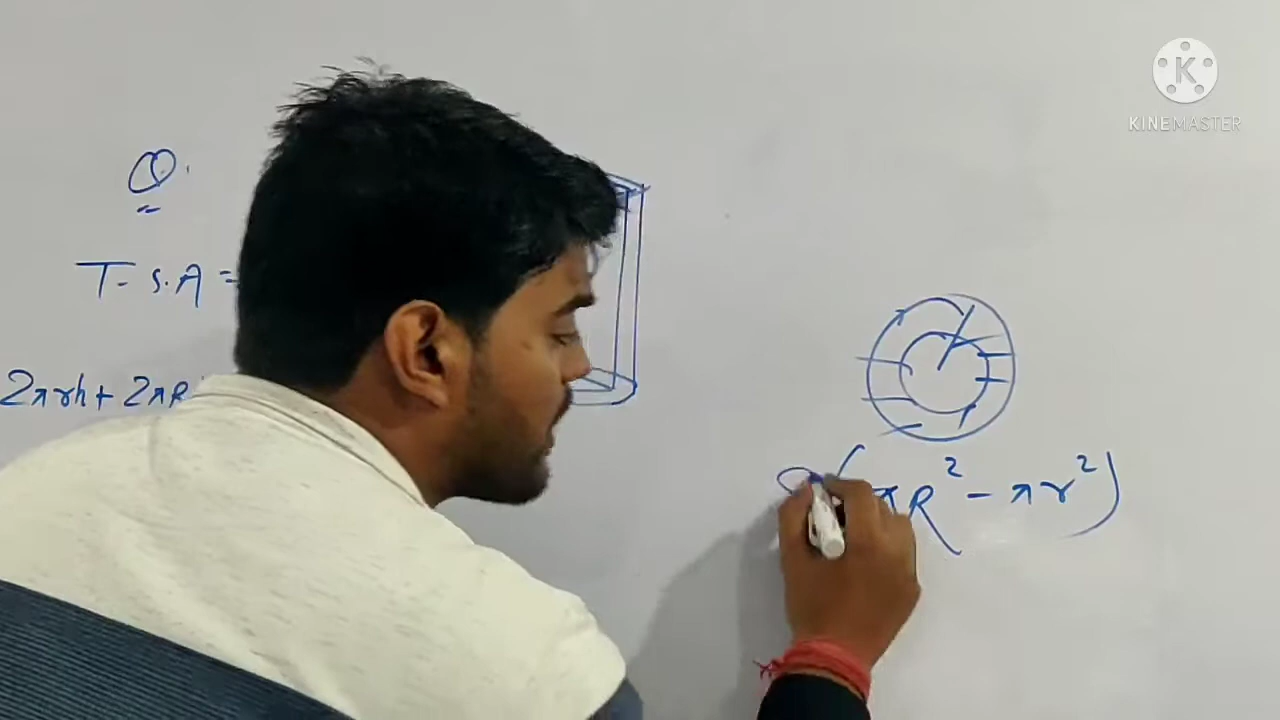 Q.
T.S.A =
2πrh + 2πR
(πR² - πr²)
K
KINEMASTER